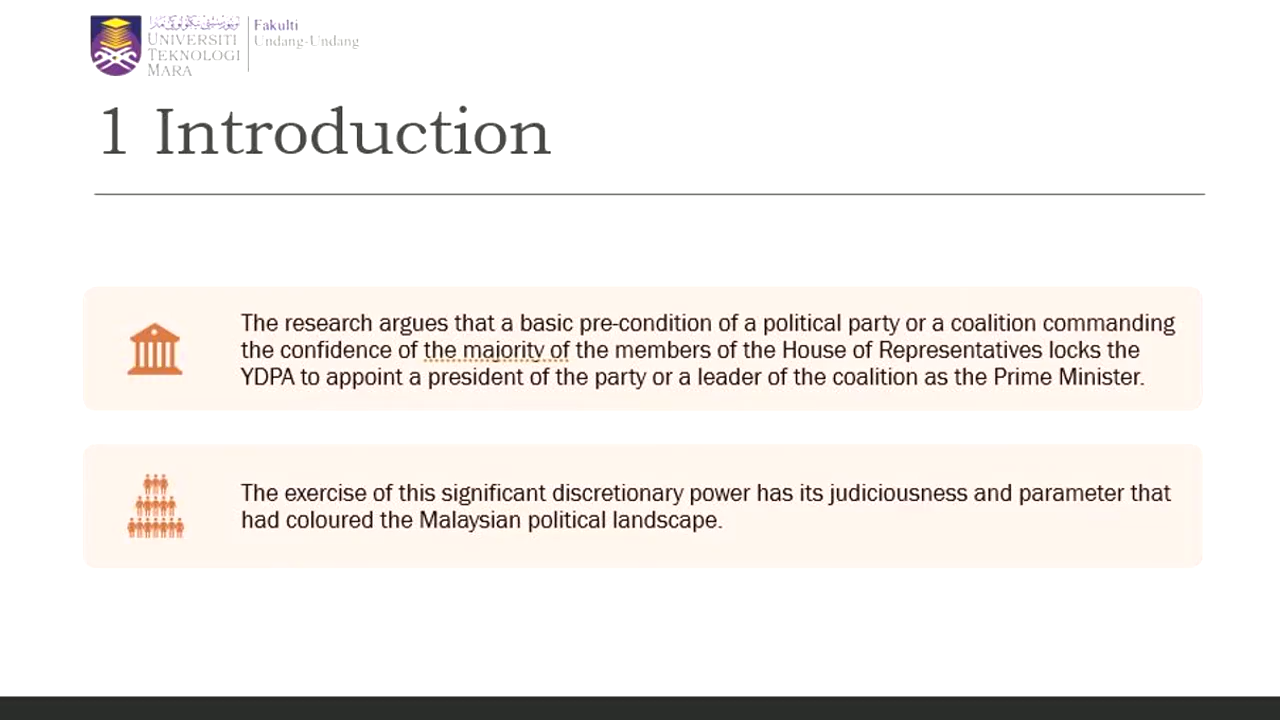 Fakulti
Undang-Undang
UNIVERSITI
TEKNOLOGI
MARA
1 Introduction
The research argues that a basic pre-condition of a political party or a coalition commanding
the confidence of the majority of the members of the House of Representatives locks the
YDPA to appoint a president of the party or a leader of the coalition as the Prime Minister.
The exercise of this significant discretionary power has its judiciousness and parameter that
had coloured the Malaysian political landscape.